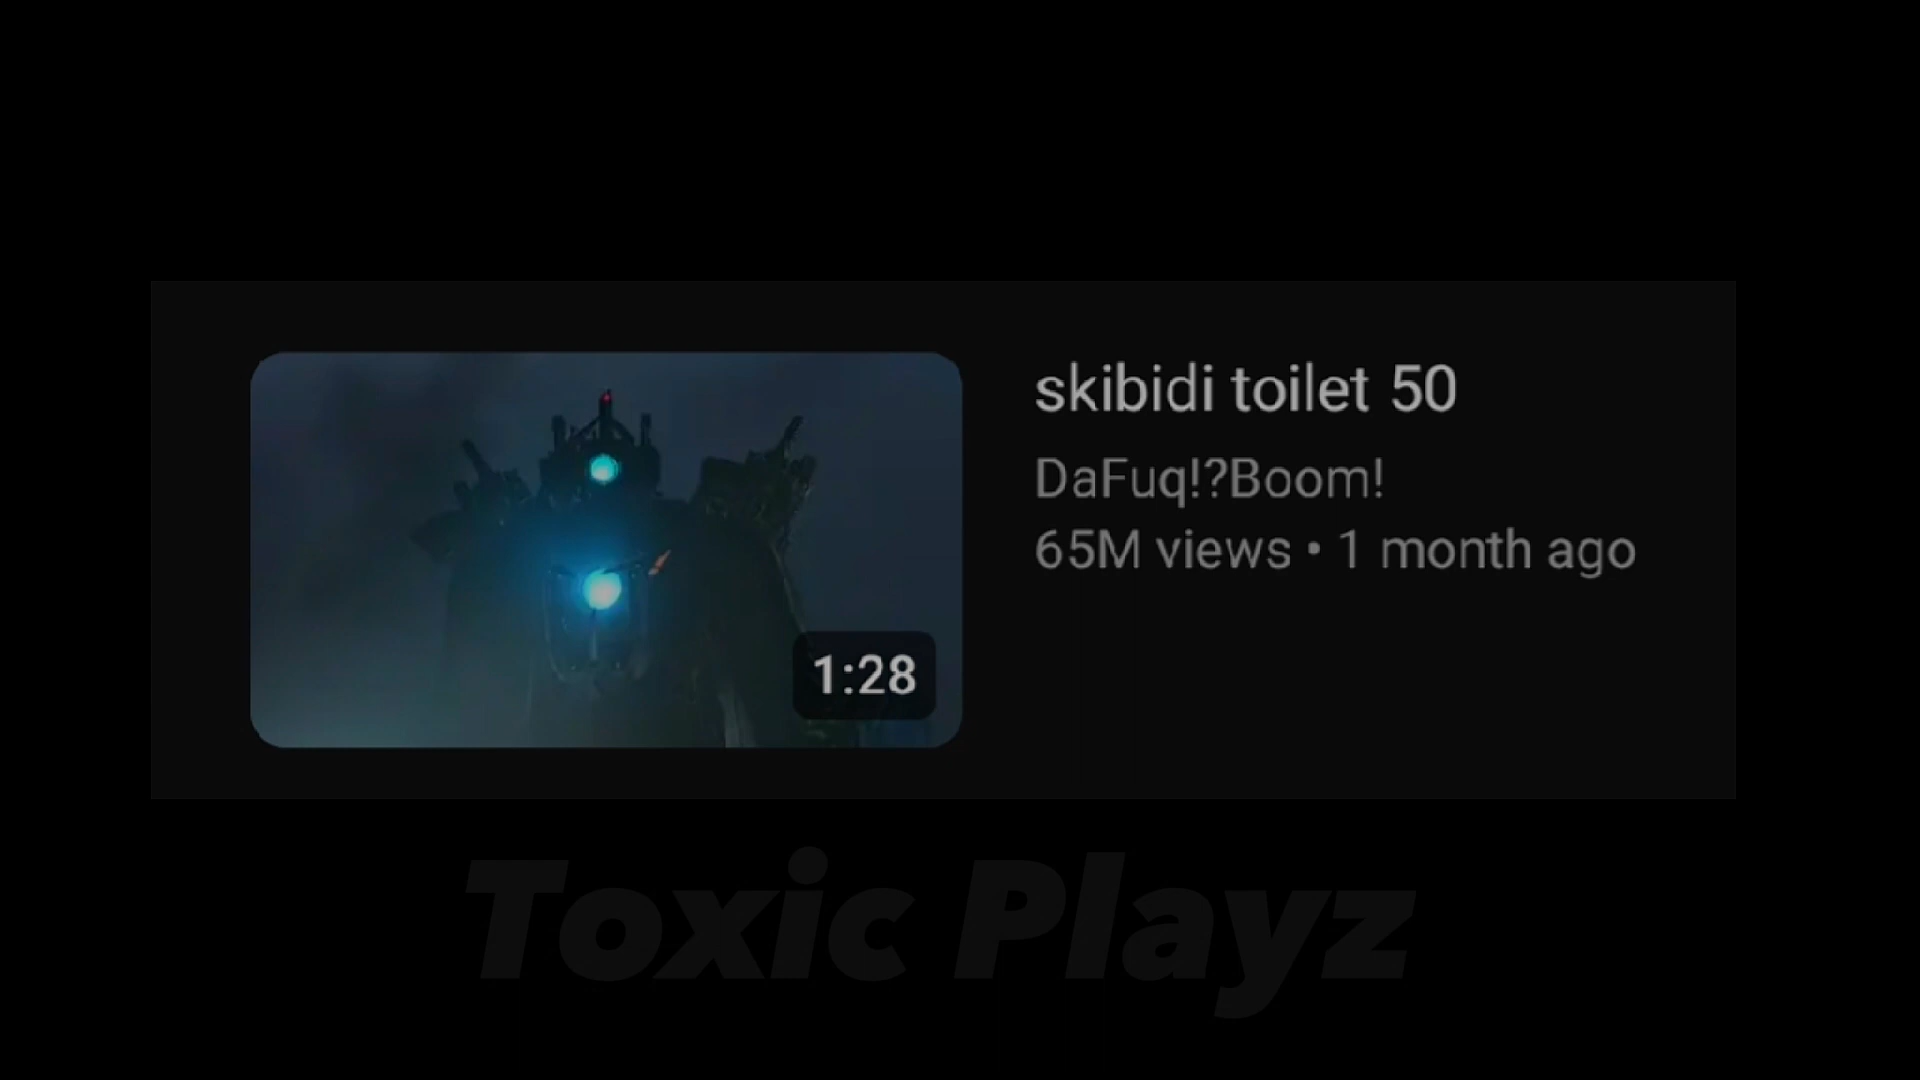 skibidi toilet 50
DaFuq!?Boom!
65M views • 1 month ago
1:28
Toxic Playz